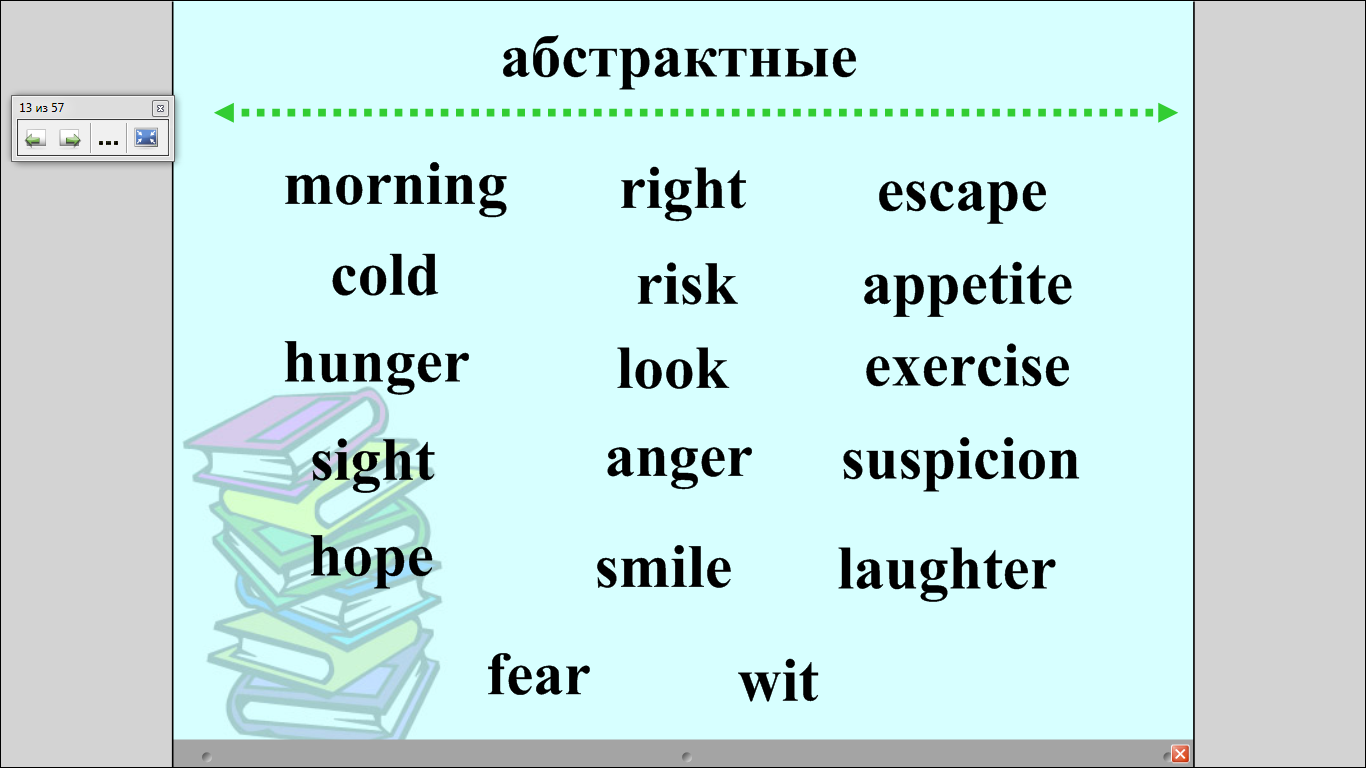 абстрактные
13 из 57
...
morning right escape
cold risk appetite
hunger look exercise
sight anger suspicion
hope smile laughter
fear wit